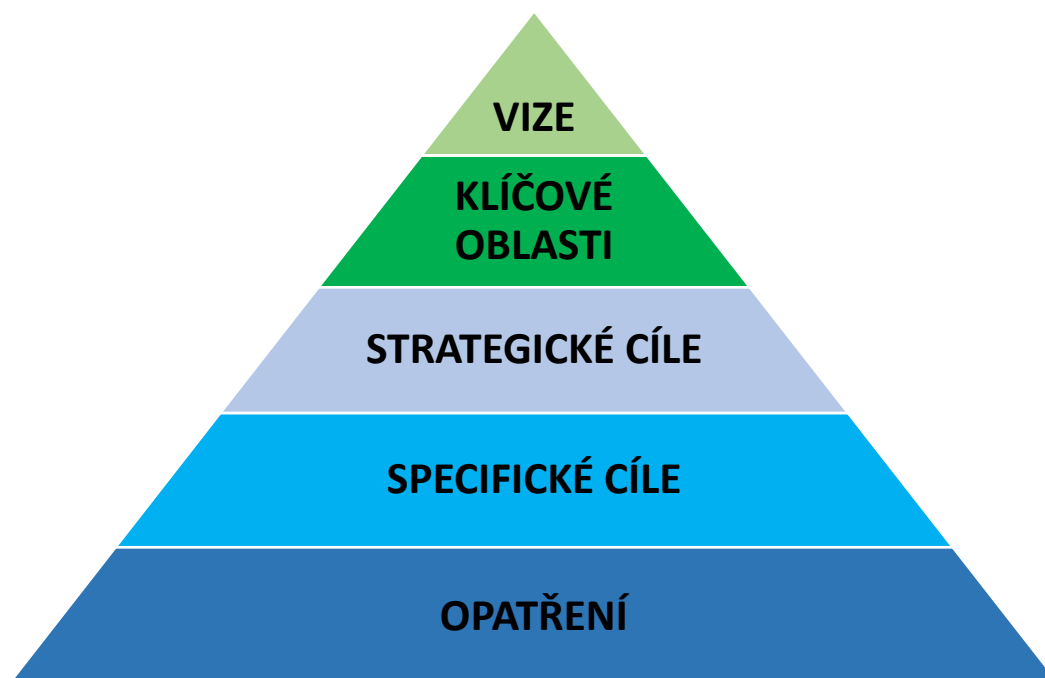 VIZE
KLÍČOVÉ
OBLASTI
STRATEGICKÉ CÍLE
SPECIFICKÉ CÍLE
OPATŘENÍ